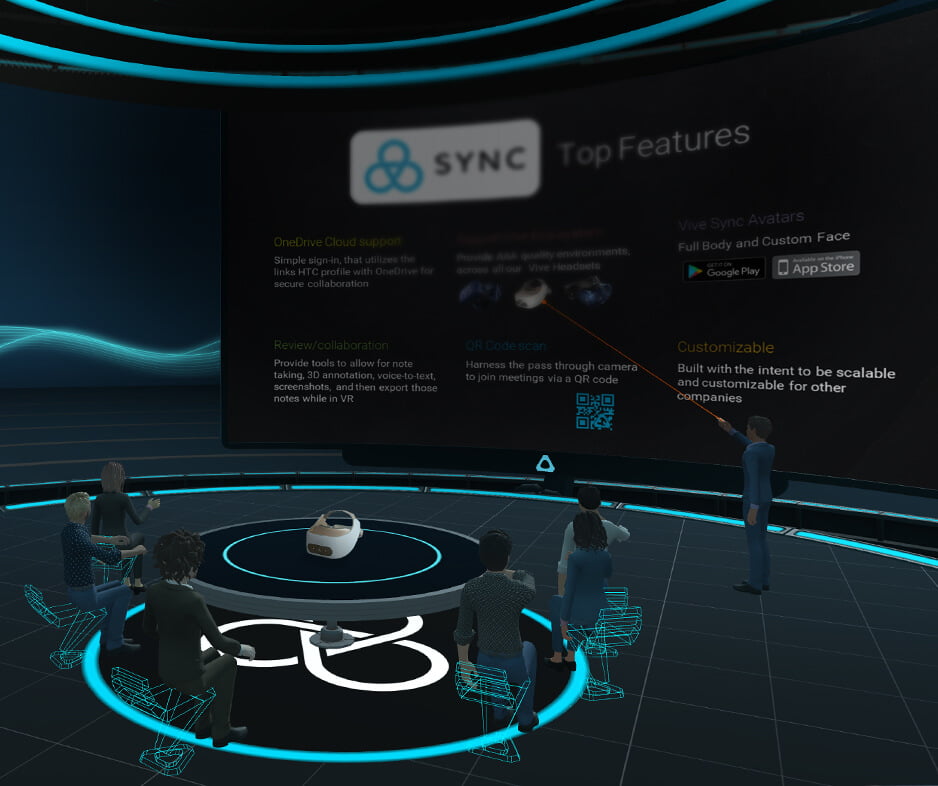 SYNC
Top Features
OneDrive Cloud support
Simple sign-in, that utilizes the
links HTC profile with OneDrive for
secure collaboration
Provide AAA quality environments,
across all our Vive Headsets
Vive Sync Avatars
Full Body and Custom Face
GET IT ON
Google Play
Available on the iPhone
App Store
Review/collaboration
Provide tools to allow for note
taking, 3D annotation, voice-to-text,
screenshots, and then export those
notes while in VR
QR Code scan
Harness the pass through camera
to join meetings via a QR code
Customizable
Built with the intent to be scalable
and customizable for other
companies